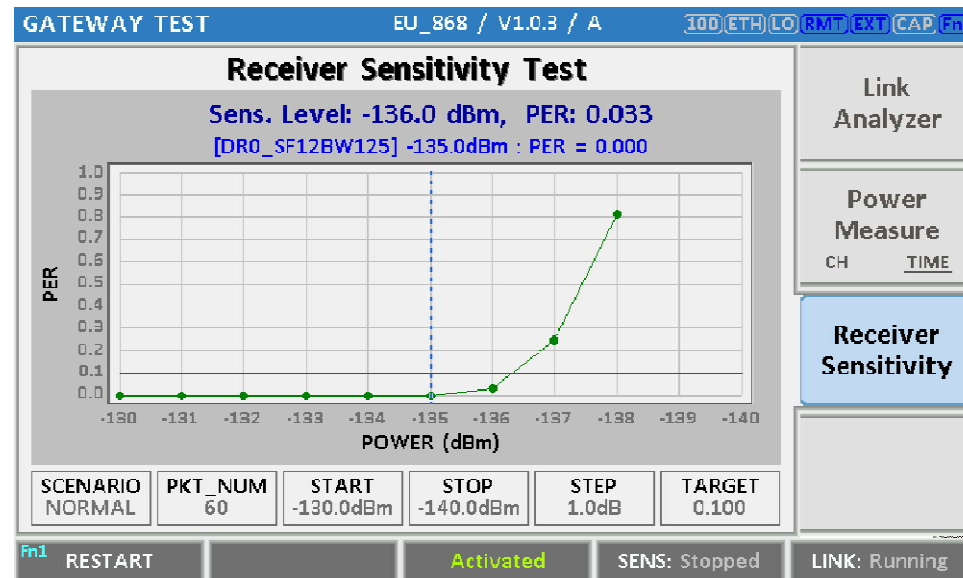 GATEWAY TEST EU_868 / V1.0.3 / A 100 ETH LO RMT EXT CAP Fn
Receiver Sensitivity Test
Sens. Level: -136.0 dBm, PER: 0.033
[DR0_SF12BW125] -135.0dBm : PER = 0.000
1.0
0.9
0.8
0.7
0.6
0.5
0.4
0.3
0.2
0.1
0.0
PER
-130 -131 -132 -133 -134 -135 -136 -137 -138 -139 -140
POWER (dBm)
SCENARIO
NORMAL
PKT_NUM
60
START
-130.0dBm
STOP
-140.0dBm
STEP
1.0dB
TARGET
0.100
Link
Analyzer
Power
Measure
CH TIME
Receiver
Sensitivity
Fn1 RESTART
Activated
SENS: Stopped
LINK: Running